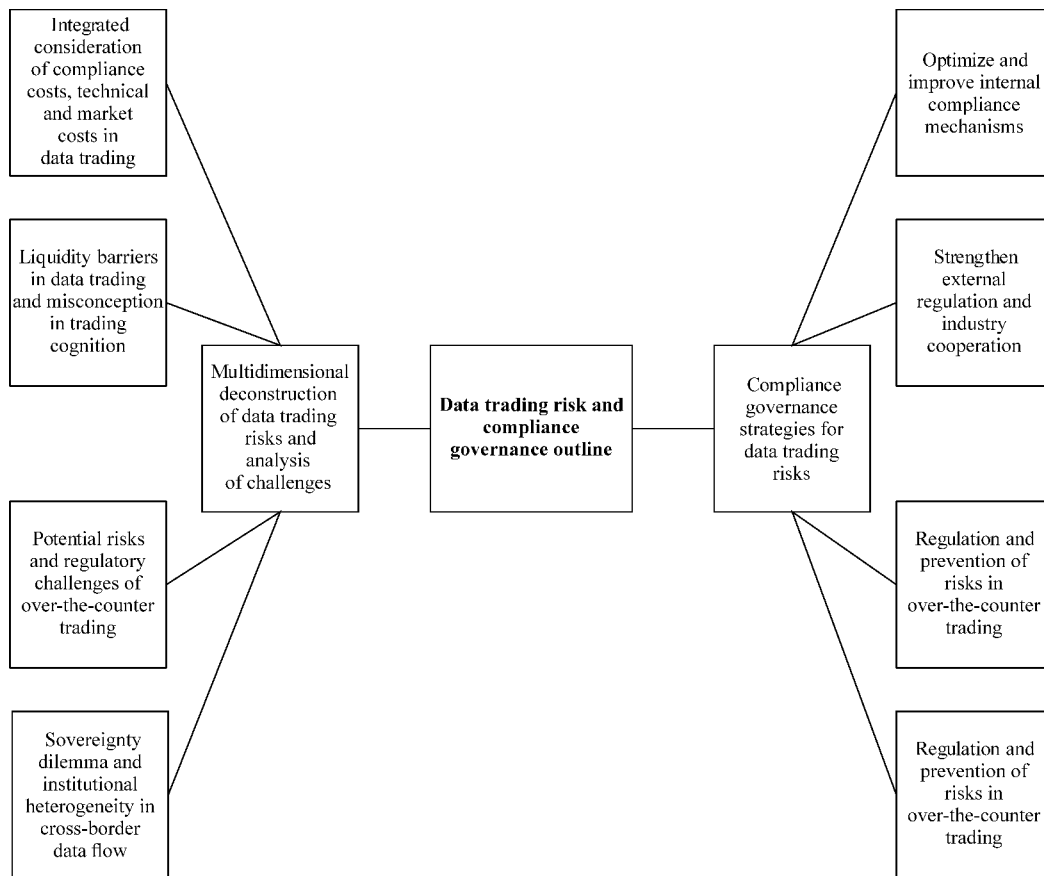 Integrated
consideration
of compliance
costs, technical
and market
costs in
data trading
Liquidity barriers
in data trading
and misconception
in trading
cognition
Potential risks
and regulatory
challenges of
over-the-counter
trading
Sovereignty
dilemma and
institutional
heterogeneity in
cross-border
data flow
Multidimensional
deconstruction
of data trading
risks and
analysis
of challenges
Data trading risk and
compliance
governance outline
Compliance
governance
strategies for
data trading
risks
Optimize and
improve internal
compliance
mechanisms
Strengthen
external
regulation and
industry
cooperation
Regulation and
prevention of
risks in
over-the-counter
trading
Regulation and
prevention of
risks in
over-the-counter
trading